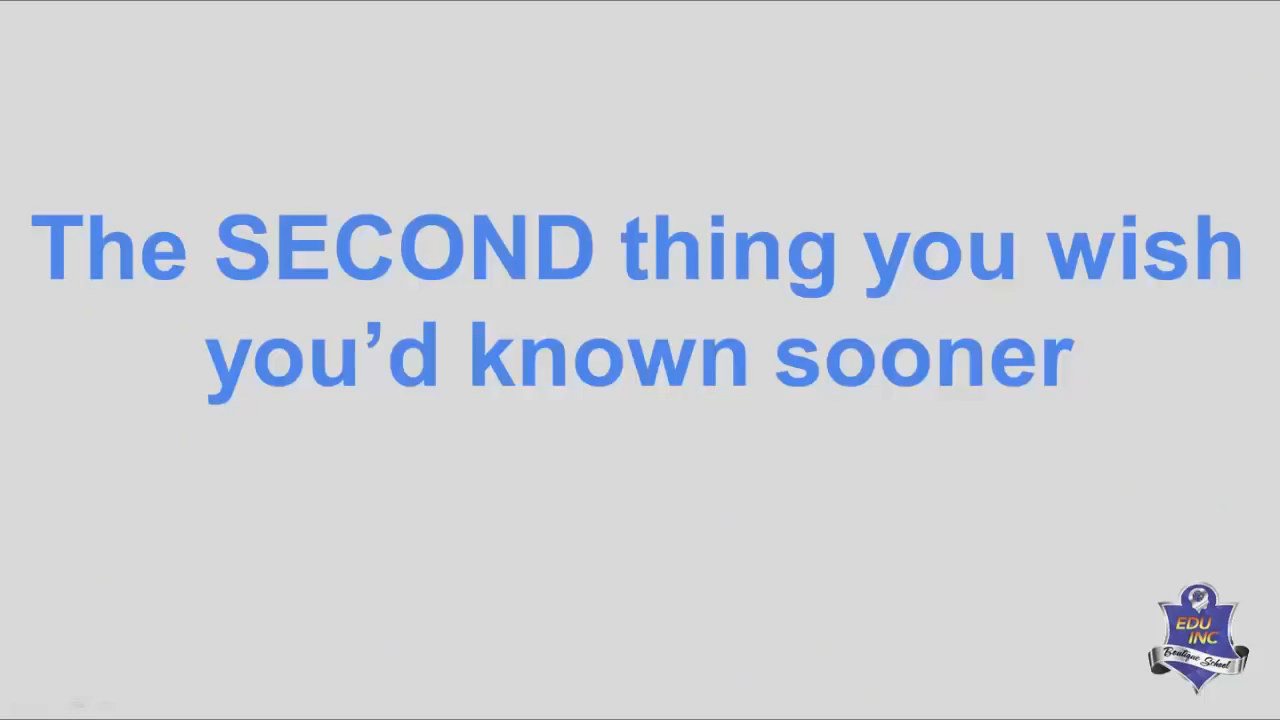 The SECOND thing you wish
you’d known sooner
EDU
INC
Boutique School